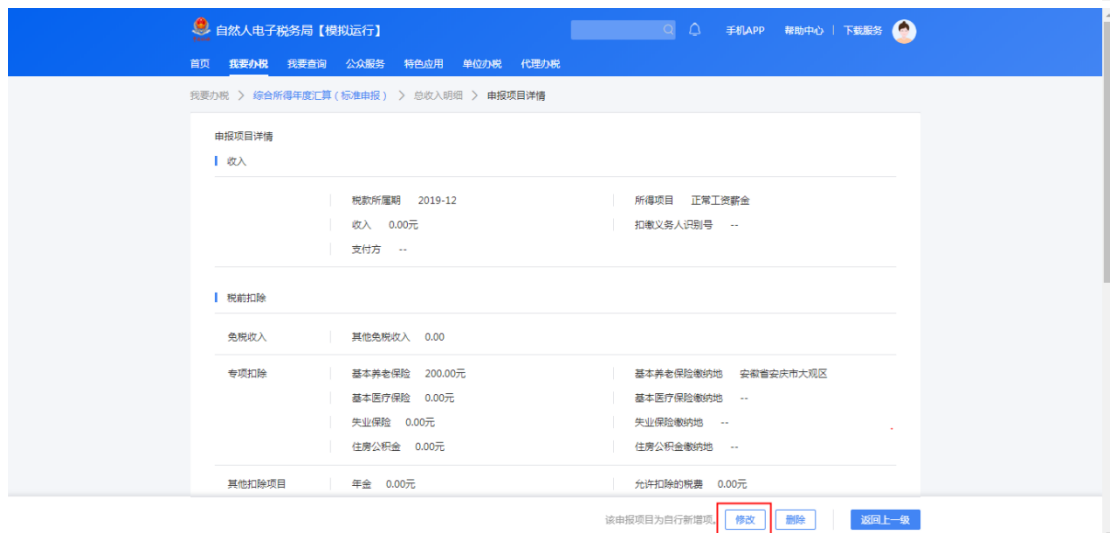 自然人电子税务局【模拟运行】 手机APP 帮助中心 | 下载服务
首页 我要办税 我要查询 公众服务 特色应用 单位办税 代理办税
我要办税 > 综合所得年度汇算（标准申报） > 总收入明细 > 申报项目详情
申报项目详情
收入
税款所属期 2019-12 所得项目 正常工资薪金
收入 0.00元 扣缴义务人识别号 --
支付方 --
税前扣除
免税收入 其他免税收入 0.00
专项扣除 基本养老保险 200.00元 基本养老保险缴纳地 安徽省安庆市大观区
基本医疗保险 0.00元 基本医疗保险缴纳地 --
失业保险 0.00元 失业保险缴纳地 --
住房公积金 0.00元 住房公积金缴纳地 --
其他扣除项目 年金 0.00元 允许扣除的税费 0.00元
该申报项目为自行新增项, 修改 删除 返回上一级